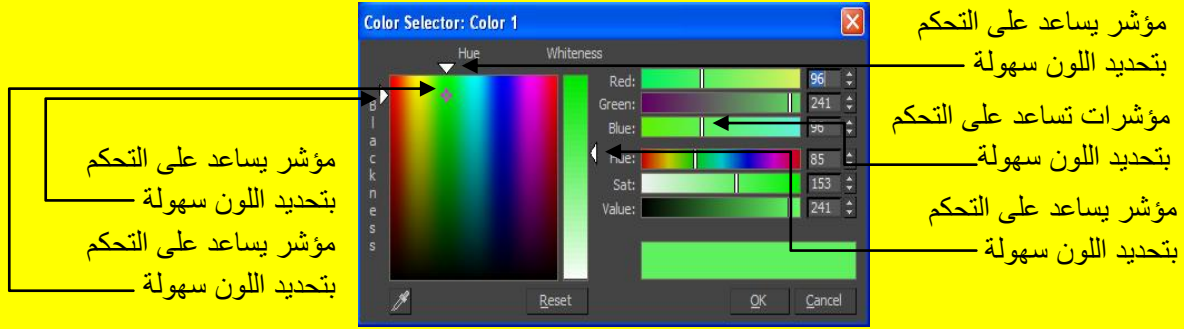 Color Selector: Color 1
Hue Whiteness
Blackness
Red: 96
Green: 241
Blue: 96
Hue: 85
Sat: 153
Value: 241
Reset OK Cancel
مؤشر يساعد على التحكم
بتحديد اللون سهولة
مؤشرات تساعد على التحكم
بتحديد اللون سهولة
مؤشر يساعد على التحكم
بتحديد اللون سهولة
مؤشر يساعد على التحكم
بتحديد اللون سهولة
مؤشر يساعد على التحكم
بتحديد اللون سهولة